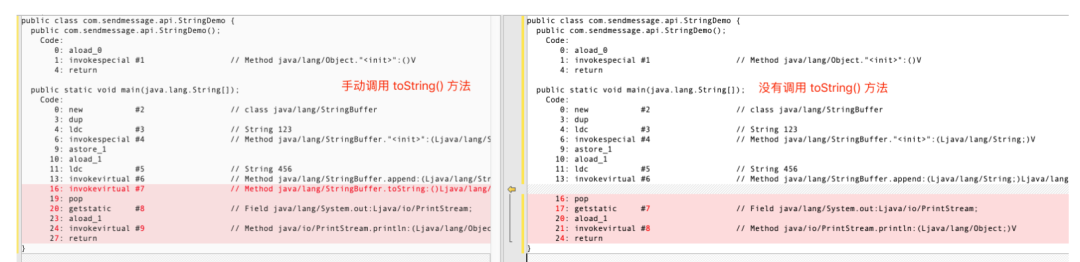 public class com.sendmessage.api.StringDemo {
public com.sendmessage.api.StringDemo();
Code:
0: aload_0
1: invokespecial #1 // Method java/lang/Object."<init>":()V
4: return
手动调用 toString() 方法
public static void main(java.lang.String[]);
Code:
0: new #2 // class java/lang/StringBuffer
3: dup
4: ldc #3 // String 123
6: invokespecial #4 // Method java/lang/StringBuffer."<init>":(Ljava/lang/S
9: astore_1
10: aload_1
11: ldc #5 // String 456
13: invokevirtual #6 // Method java/lang/StringBuffer.append:(Ljava/lang/Str
16: invokevirtual #7 // Method java/lang/StringBuffer.toString:()Ljava/lang/
19: pop
20: getstatic #8 // Field java/lang/System.out:Ljava/io/PrintStream;
23: aload_1
24: invokevirtual #9 // Method java/io/PrintStream.println:(Ljava/lang/Objec
27: return
}
public class com.sendmessage.api.StringDemo {
public com.sendmessage.api.StringDemo();
Code:
0: aload_0
1: invokespecial #1 // Method java/lang/Object."<init>":()V
4: return
public static void main(java.lang.String[]); 没有调用 toString() 方法
Code:
0: new #2 // class java/lang/StringBuffer
3: dup
4: ldc #3 // String 123
6: invokespecial #4 // Method java/lang/StringBuffer."<init>":(Ljava/lang/String;)V
9: astore_1
10: aload_1
11: ldc #5 // String 456
13: invokevirtual #6 // Method java/lang/StringBuffer.append:(Ljava/lang/String;)Ljava/lang
16: pop
17: getstatic #7 // Field java/lang/System.out:Ljava/io/PrintStream;
20: aload_1
21: invokevirtual #8 // Method java/io/PrintStream.println:(Ljava/lang/Object;)V
24: return
}